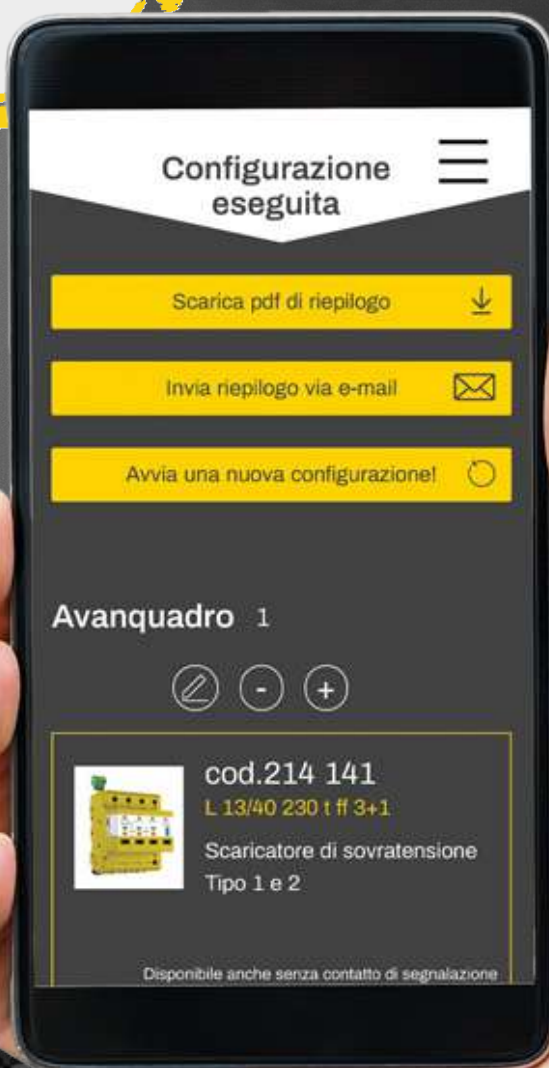 Configurazione
eseguita
Scarica pdf di riepilogo
Invia riepilogo via e-mail
Avvia una nuova configurazione!
Avanquadro 1
- +
cod.214 141
L 13/40 230 t ff 3+1
Scaricatore di sovratensione
Tipo 1 e 2
Disponibile anche senza contatto di segnalazione